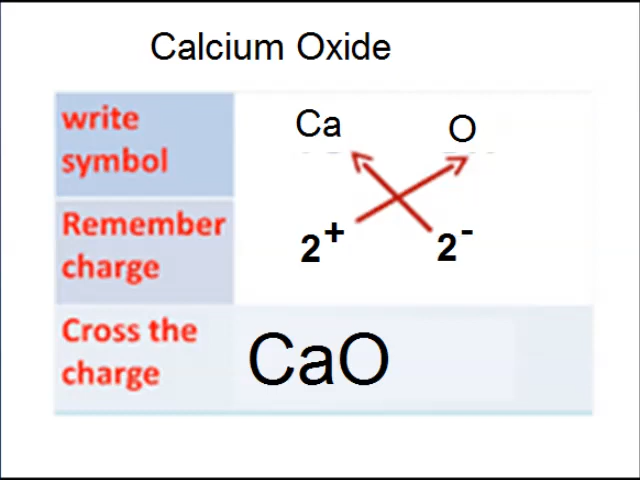 Calcium Oxide
write
symbol
Ca O
Remember
charge
2+ 2-
Cross the
charge
CaO